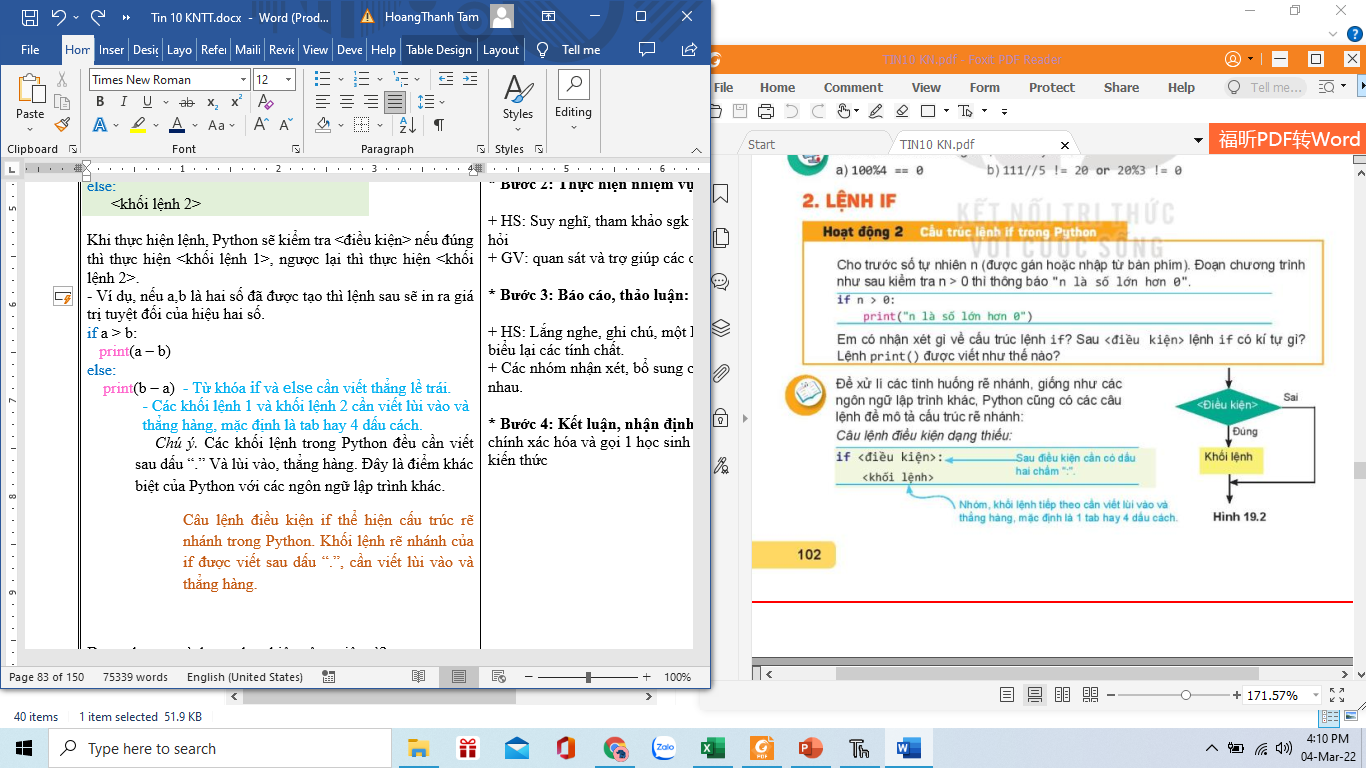 Tin 10 KNTT.docx - Word (Prod...
HoangThanh Tam
File Hom Inser Desig Layo Refer Maili Revie View Deve Help Table Design Layout Tell me
Times New Roman 12
Paste
Styles
Editing
Clipboard Font Paragraph Styles
else:
<khối lệnh 2>
Khi thực hiện lệnh, Python sẽ kiểm tra <điều kiện> nếu đúng
thì thực hiện <khối lệnh 1>, ngược lại thì thực hiện <khối
lệnh 2>.
- Ví dụ, nếu a,b là hai số đã được tạo thì lệnh sau sẽ in ra giá
trị tuyệt đối của hiệu hai số.
if a > b:
print(a – b)
else:
print(b – a) - Từ khóa if và else cần viết thẳng lề trái.
- Các khối lệnh 1 và khối lệnh 2 cần viết lùi vào và
thẳng hàng, mặc định là tab hay 4 dấu cách.
Chú ý. Các khối lệnh trong Python đều cần viết
sau dấu “.” Và lùi vào, thẳng hàng. Đây là điểm khác
biệt của Python với các ngôn ngữ lập trình khác.
Câu lệnh điều kiện if thể hiện cấu trúc rẽ
nhánh trong Python. Khối lệnh rẽ nhánh của
if được viết sau dấu “.”, cần viết lùi vào và
thẳng hàng.
* Bước 2: Thực hiện nhiệm vụ
+ HS: Suy nghĩ, tham khảo sgk
hỏi
+ GV: quan sát và trợ giúp các
* Bước 3: Báo cáo, thảo luận:
+ HS: Lắng nghe, ghi chú, một
biểu lại các tính chất.
+ Các nhóm nhận xét, bổ sung
nhau.
* Bước 4: Kết luận, nhận định
chính xác hóa và gọi 1 học sinh
kiến thức
Page 83 of 150 75339 words English (United States) 100%
40 items 1 item selected 51.9 KB
TIN10 KN.pdf - Foxit PDF Reader
File Home Comment View Form Protect Share Help Tell me...
Start TIN10 KN.pdf
福昕PDF转Word
a) 100%4 == 0 b) 111//5 != 20 or 20%3 != 0
2. LỆNH IF
KẾT NỐI TRI THỨC
VỚI CUỘC SỐNG
Hoạt động 2 Cấu trúc lệnh if trong Python
Cho trước số tự nhiên n (được gán hoặc nhập từ bàn phím). Đoạn chương trình
như sau kiểm tra n > 0 thì thông báo "n là số lớn hơn 0".
if n > 0:
print("n là số lớn hơn 0")
Em có nhận xét gì về cấu trúc lệnh if? Sau <điều kiện> lệnh if có kí tự gì?
Lệnh print() được viết như thế nào?
Để xử lí các tình huống rẽ nhánh, giống như các
ngôn ngữ lập trình khác, Python cũng có các câu
lệnh để mô tả cấu trúc rẽ nhánh:
Câu lệnh điều kiện dạng thiếu:
if <điều kiện>:
<khối lệnh>
Sau điều kiện cần có dấu
hai chấm ":".
Nhóm, khối lệnh tiếp theo cần viết lùi vào và
thẳng hàng, mặc định là 1 tab hay 4 dấu cách.
<Điều kiện>
Sai
Đúng
Khối lệnh
Hình 19.2
102
171.57%
Type here to search
Zalo
4:10 PM
04-Mar-22